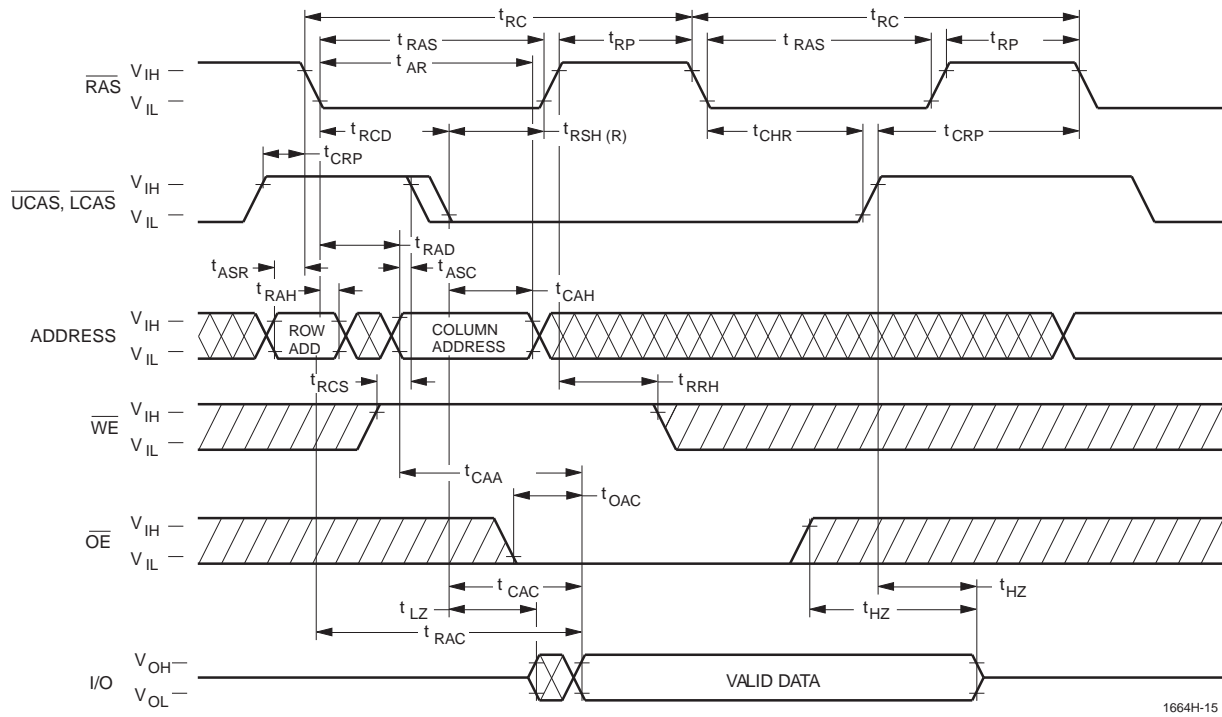 tRC tRC
tRAS tRP tRAS tRP
tAR
RAS VIH
VIL
tRCD tRSH (R) tCHR tCRP
tCRP
UCAS, LCAS VIH
VIL
tRAD
tASR tASC
tRAH tCAH
ADDRESS VIH ROW ADD COLUMN ADDRESS
VIL
tRCS tRRH
WE VIH
VIL
tCAA
tOAC
OE VIH
VIL
tCAC tHZ
tLZ tHZ
tRAC
I/O VOH VALID DATA
VOL
1664H-15